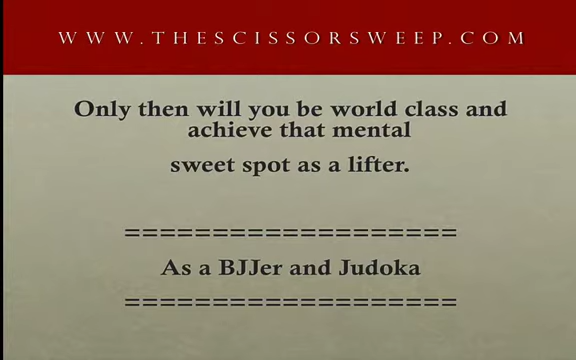 WWW.THESCISSORSWEEP.COM
Only then will you be world class and
achieve that mental
sweet spot as a lifter.
===================
As a BJJer and Judoka
===================